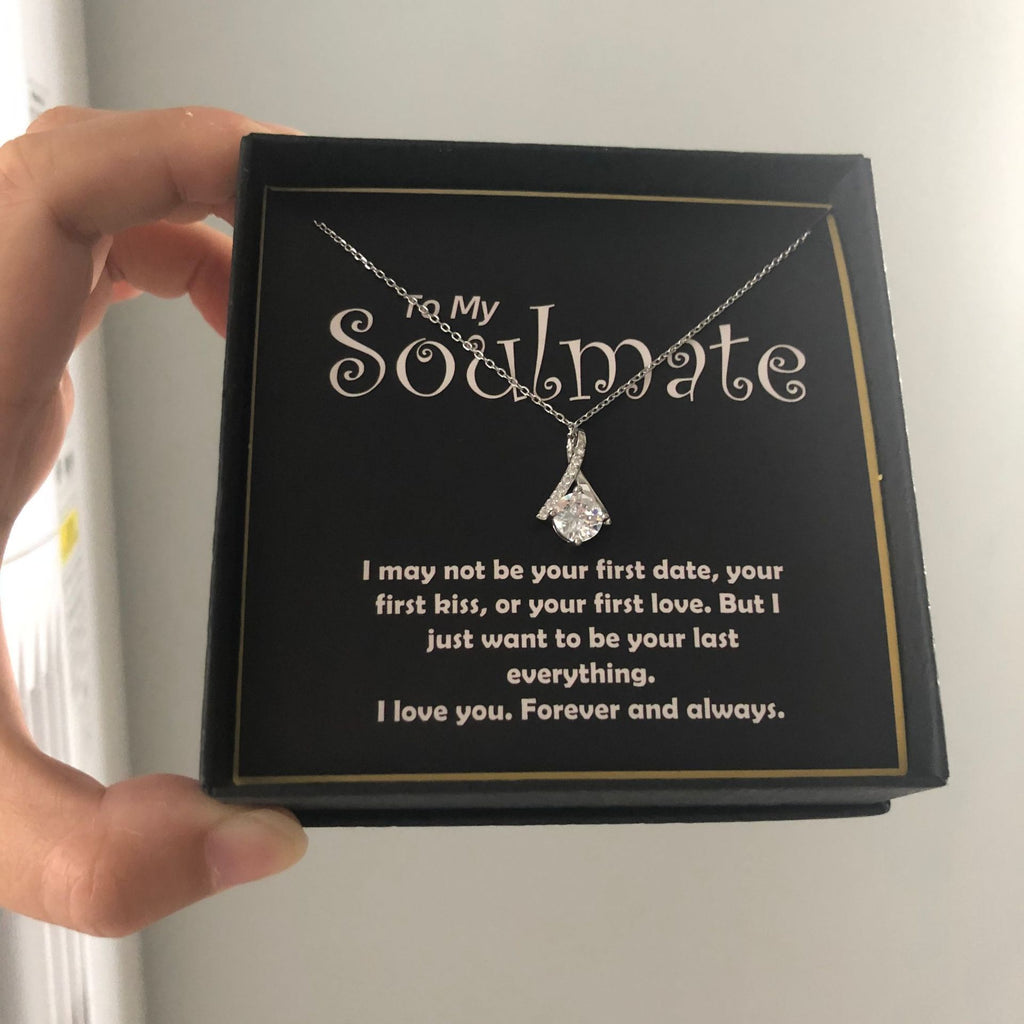 To My
Soulmate
I may not be your first date, your
first kiss, or your first love. But I
just want to be your last
everything.
I love you. Forever and always.